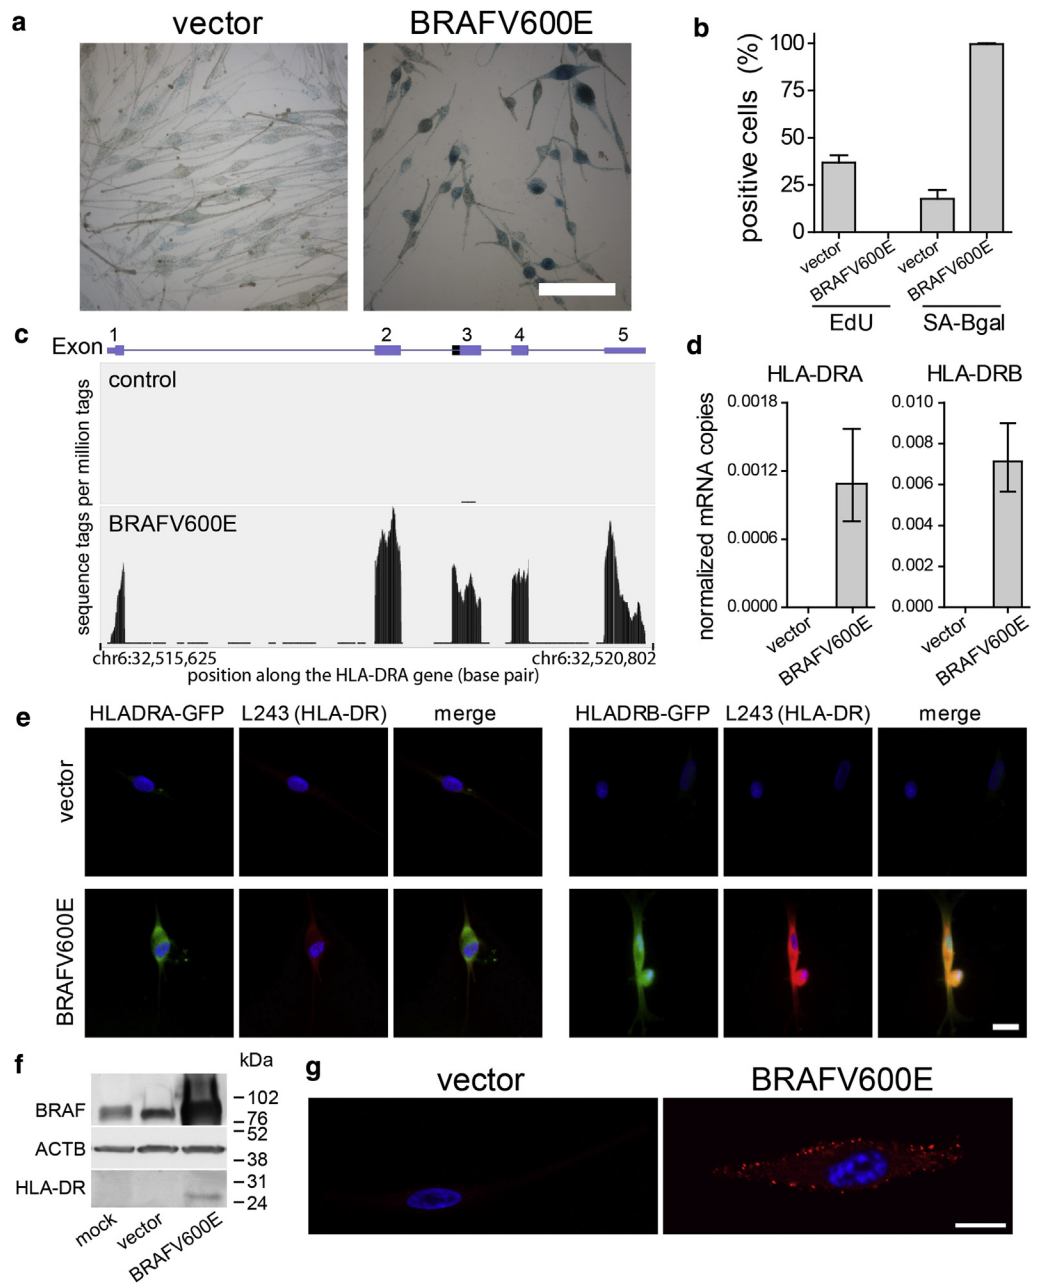 a
vector
BRAFV600E
b
positive cells (%)
100
75
50
25
0
vector
BRAFV600E
vector
BRAFV600E
EdU
SA-Bgal
c
Exon
1
2
3
4
5
sequence tags per million tags
control
BRAFV600E
chr6:32,515,625
chr6:32,520,802
position along the HLA-DRA gene (base pair)
d
normalized mRNA copies
HLA-DRA
0.0018
0.0012
0.0006
0.0000
vector
BRAFV600E
HLA-DRB
0.010
0.008
0.006
0.004
0.002
0.000
vector
BRAFV600E
e
HLADRA-GFP
L243 (HLA-DR)
merge
HLADRB-GFP
L243 (HLA-DR)
merge
vector
BRAFV600E
f
kDa
BRAF
102
76
52
ACTB
38
HLA-DR
31
24
mock
vector
BRAFV600E
g
vector
BRAFV600E